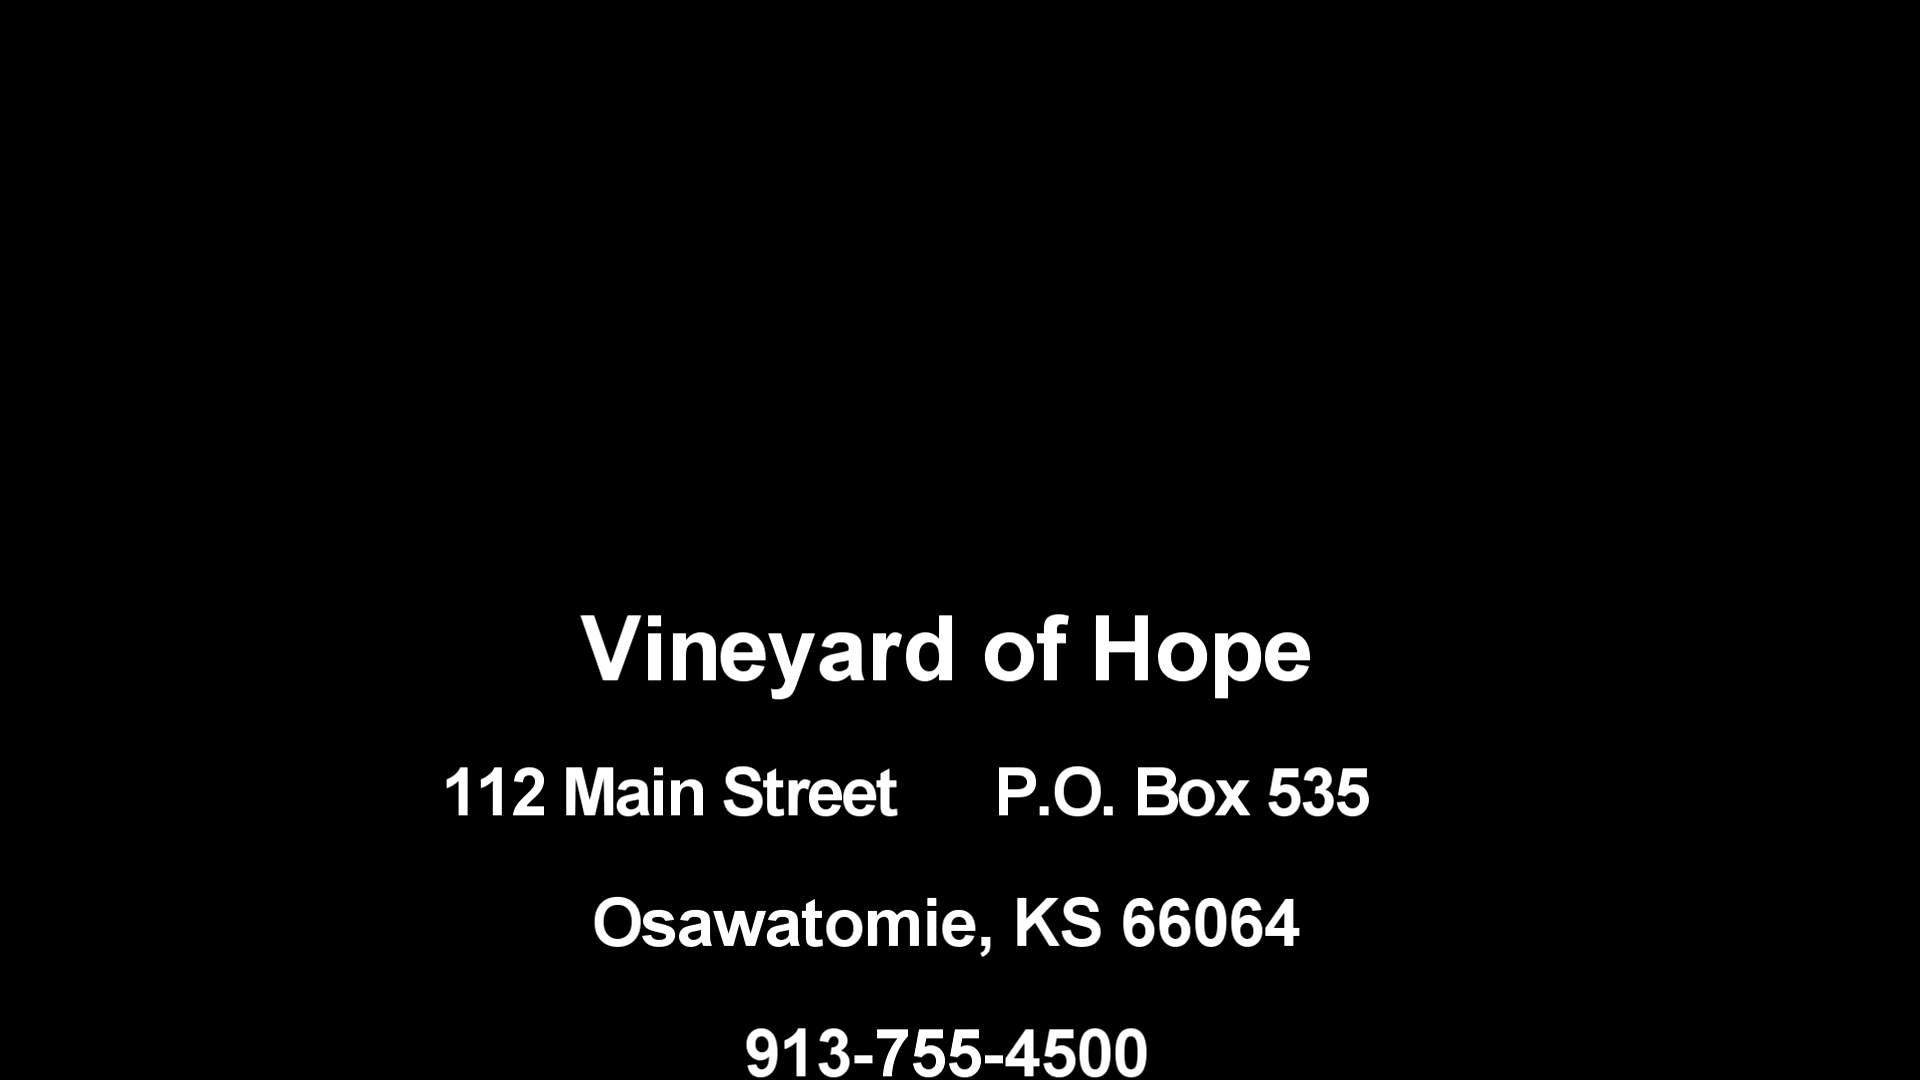 Vineyard of Hope
112 Main Street P.O. Box 535
Osawatomie, KS 66064
913-755-4500